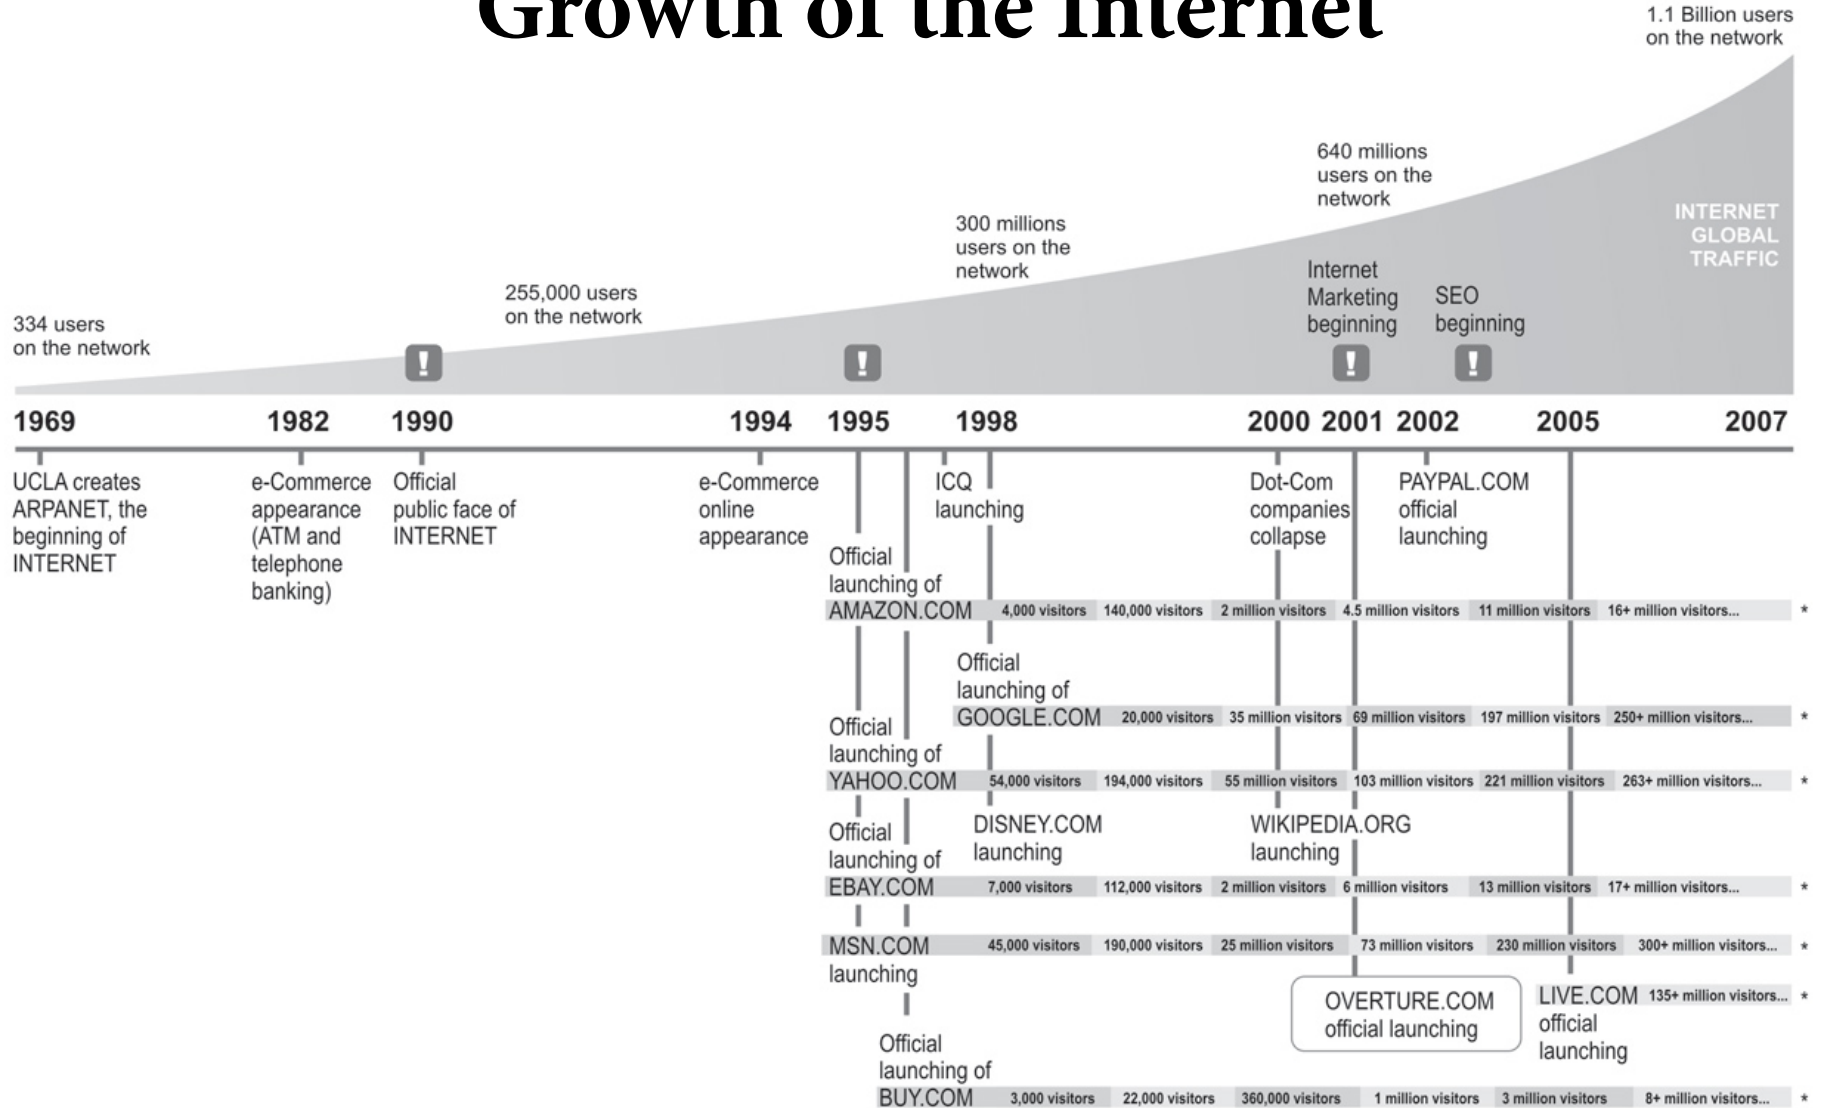 Growth of the Internet
1.1 Billion users
on the network
640 millions
users on the
network
300 millions
users on the
network
255,000 users
on the network
334 users
on the network
INTERNET
GLOBAL
TRAFFIC
Internet
Marketing
beginning
SEO
beginning
!
!
!
!
1969
1982
1990
1994
1995
1998
2000
2001
2002
2005
2007
UCLA creates
ARPANET, the
beginning of
INTERNET
e-Commerce
appearance
(ATM and
telephone
banking)
Official
public face of
INTERNET
e-Commerce
online
appearance
ICQ
launching
Dot-Com
companies
collapse
PAYPAL.COM
official
launching
Official
launching of
AMAZON.COM 4,000 visitors 140,000 visitors 2 million visitors 4.5 million visitors 11 million visitors 16+ million visitors... *
Official
launching of
GOOGLE.COM 20,000 visitors 35 million visitors 69 million visitors 197 million visitors 250+ million visitors... *
Official
launching of
YAHOO.COM 54,000 visitors 194,000 visitors 55 million visitors 103 million visitors 221 million visitors 263+ million visitors... *
DISNEY.COM
launching
WIKIPEDIA.ORG
launching
Official
launching of
EBAY.COM 7,000 visitors 112,000 visitors 2 million visitors 6 million visitors 13 million visitors 17+ million visitors... *
MSN.COM 45,000 visitors 190,000 visitors 25 million visitors 73 million visitors 230 million visitors 300+ million visitors... *
launching
OVERTURE.COM
official launching
LIVE.COM 135+ million visitors... *
official
launching
Official
launching of
BUY.COM 3,000 visitors 22,000 visitors 360,000 visitors 1 million visitors 3 million visitors 8+ million visitors... *